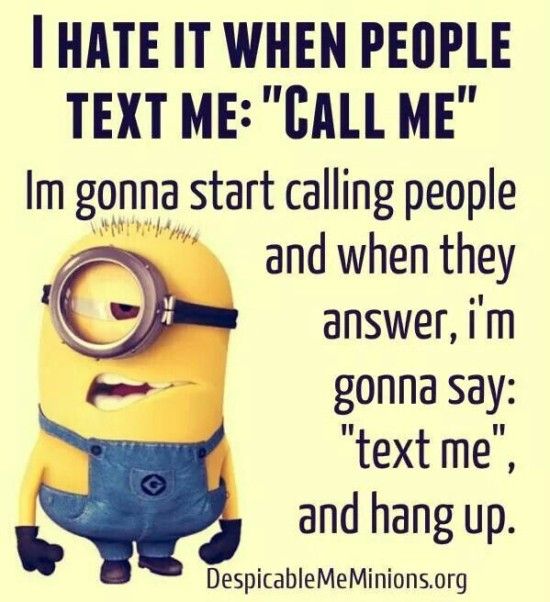 I HATE IT WHEN PEOPLE
TEXT ME: "CALL ME"
Im gonna start calling people
and when they
answer, i'm
gonna say:
"text me",
and hang up.
DespicableMeMinions.org